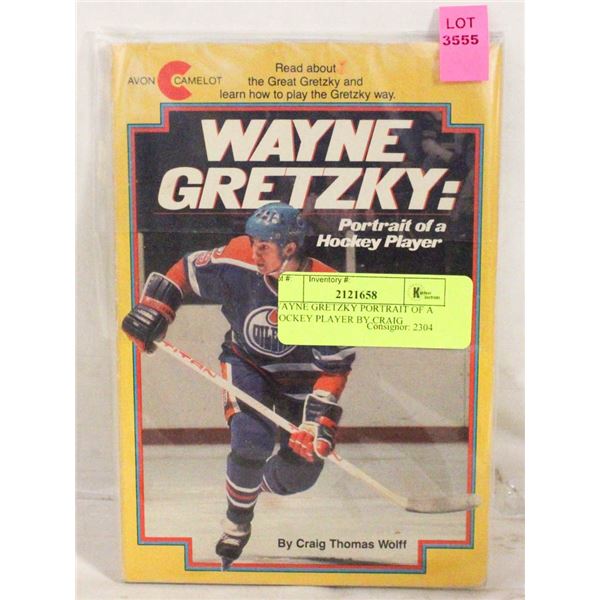 LOT
3555
AVON CAMELOT
Read about
the Great Gretzky and
learn how to play the Gretzky way.
WAYNE
GRETZKY:
Portrait of a
Hockey Player
Inventory #:
2121658
AYNE GRETZKY PORTRAIT OF A
OCKEY PLAYER BY CRAIG
Consignor: 2304
OILERS
TITAN
By Craig Thomas Wolff